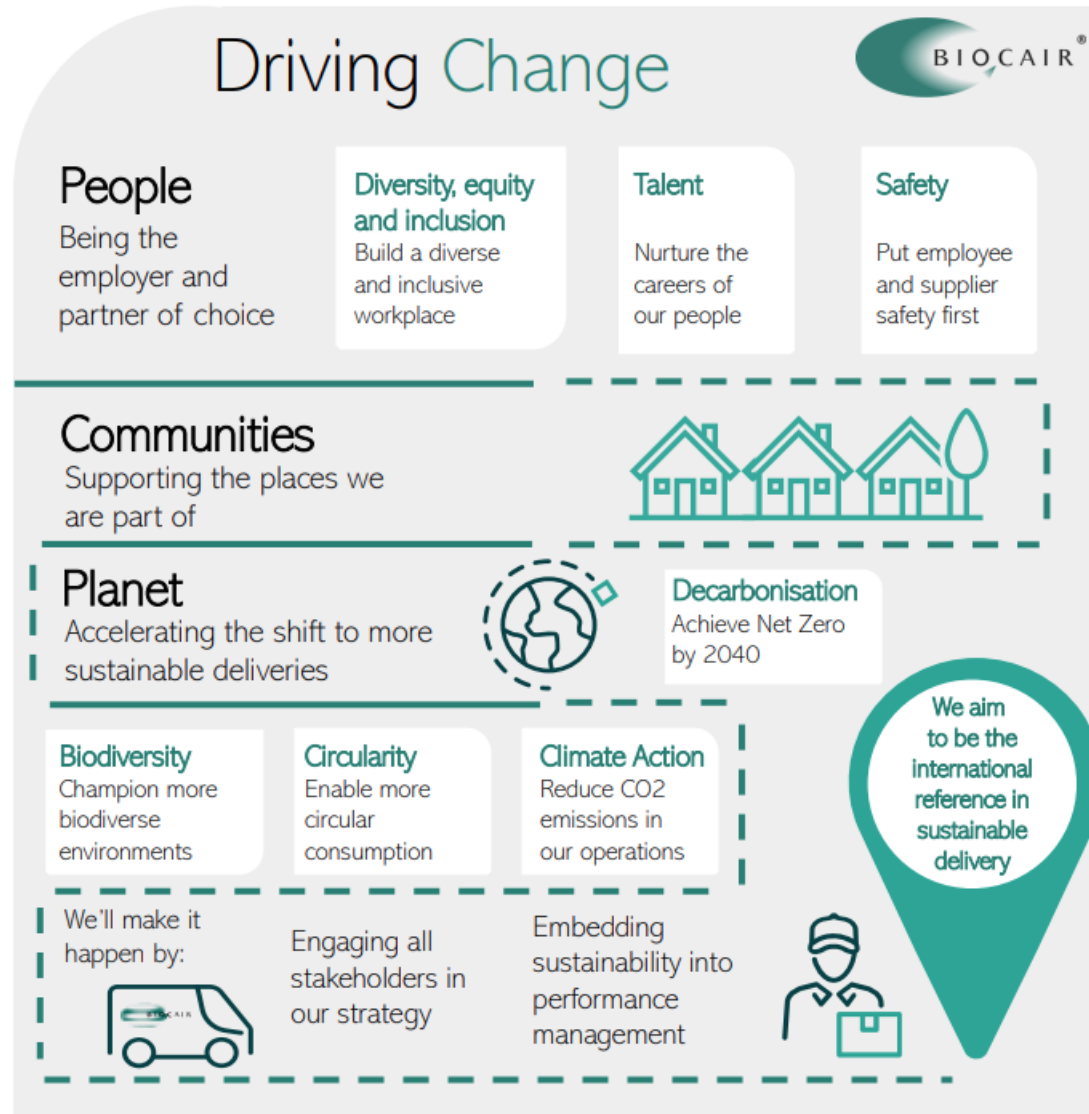 Driving Change
BIOCAIR®
People
Being the
employer and
partner of choice
Diversity, equity
and inclusion
Build a diverse
and inclusive
workplace
Talent
Nurture the
careers of
our people
Safety
Put employee
and supplier
safety first
Communities
Supporting the places we
are part of
Planet
Accelerating the shift to more
sustainable deliveries
Decarbonisation
Achieve Net Zero
by 2040
Biodiversity
Champion more
biodiverse
environments
Circularity
Enable more
circular
consumption
Climate Action
Reduce CO2
emissions in
our operations
We aim
to be the
international
reference in
sustainable
delivery
We'll make it
happen by:
BIOCAIR
Engaging all
stakeholders in
our strategy
Embedding
sustainability into
performance
management